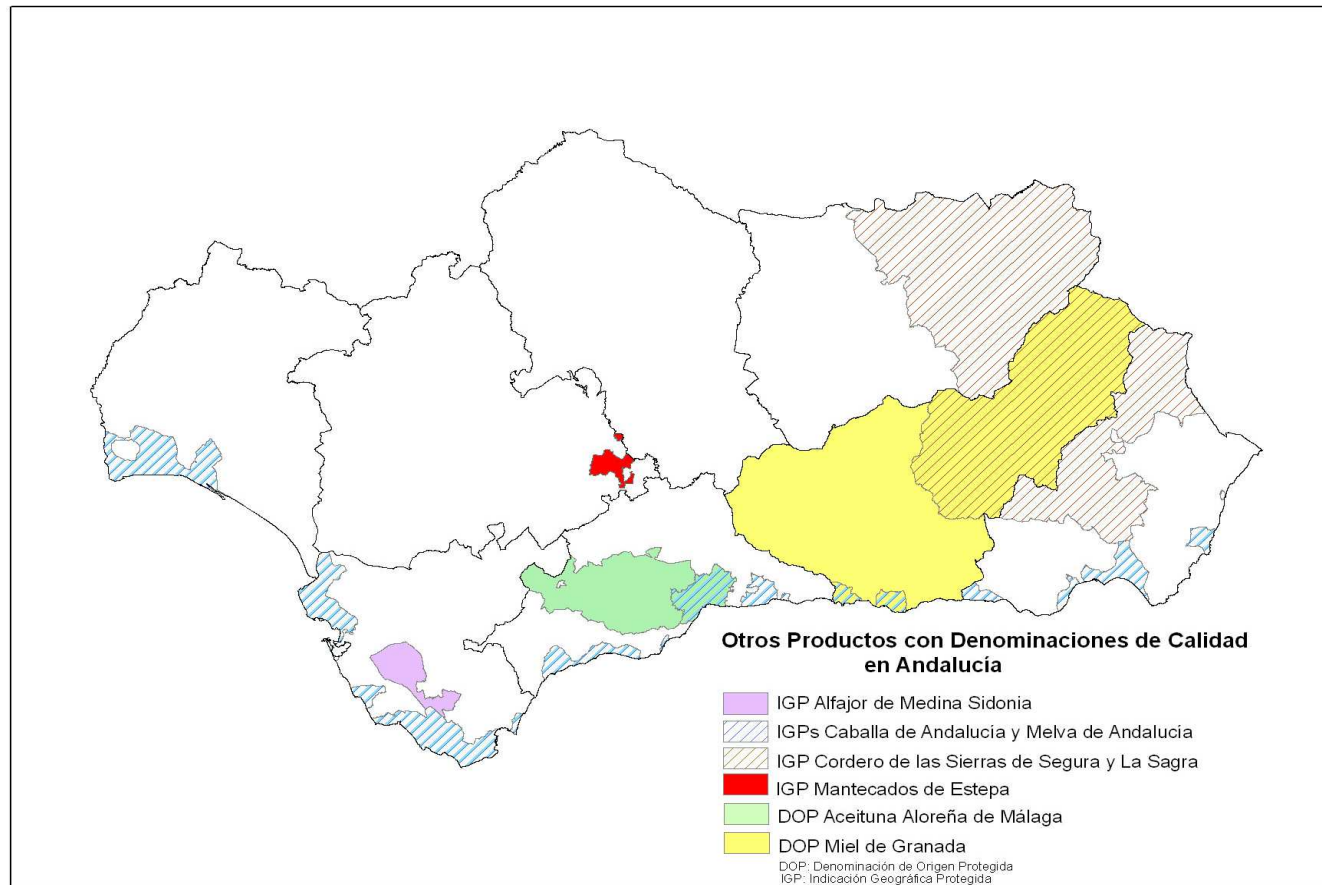 Otros Productos con Denominaciones de Calidad
en Andalucía
IGP Alfajor de Medina Sidonia
IGPs Caballa de Andalucía y Melva de Andalucía
IGP Cordero de las Sierras de Segura y La Sagra
IGP Mantecados de Estepa
DOP Aceituna Aloreña de Málaga
DOP Miel de Granada
DOP: Denominación de Origen Protegida
IGP: Indicación Geográfica Protegida